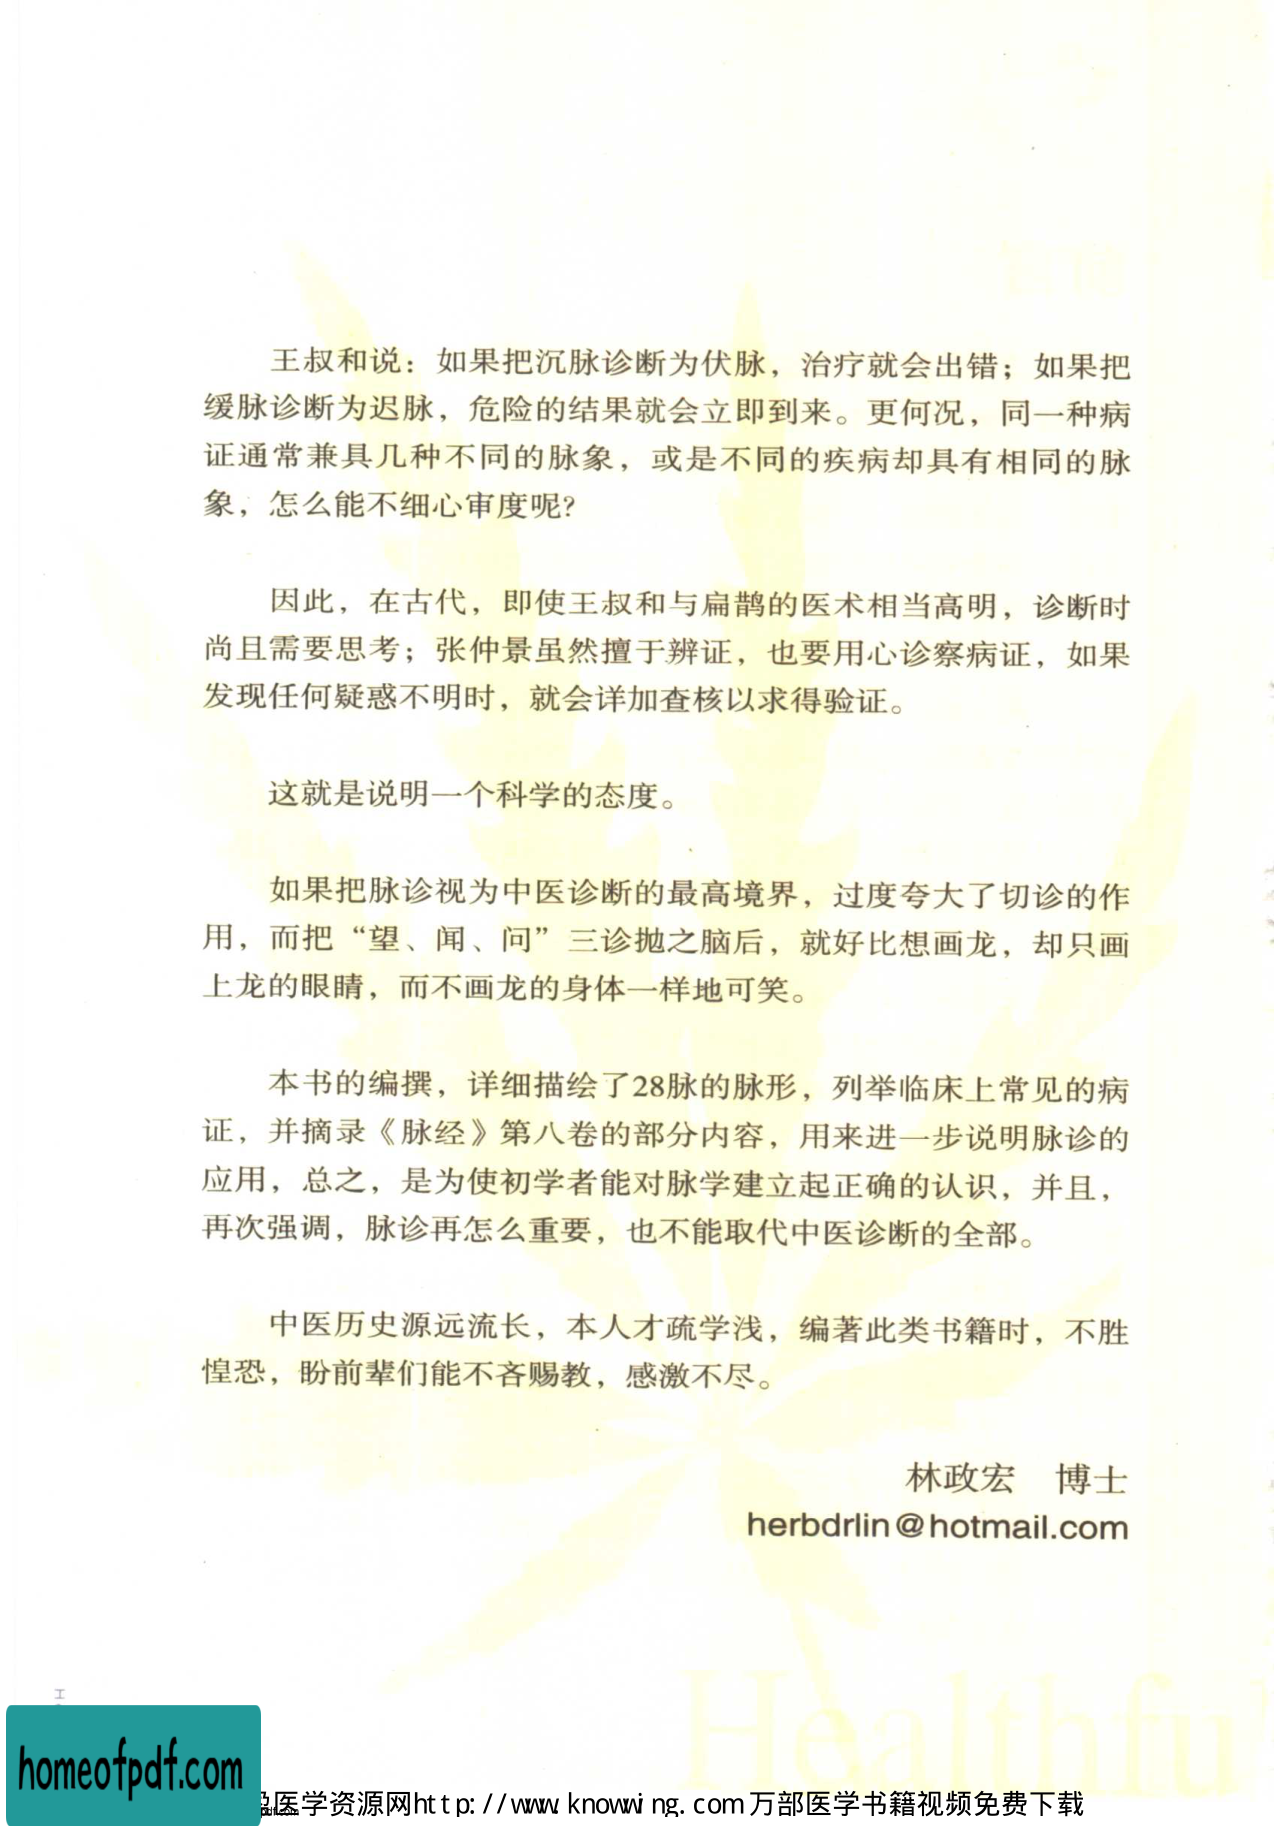 王叔和说：如果把沉脉诊断为伏脉，治疗就会出错；如果把
缓脉诊断为迟脉，危险的结果就会立即到来。更何况，同一种病
证通常兼具几种不同的脉象，或是不同的疾病却具有相同的脉
象，怎么能不细心审度呢？
因此，在古代，即使王叔和与扁鹊的医术相当高明，诊断时
尚且需要思考；张仲景虽然擅于辨证，也要用心诊察病证，如果
发现任何疑惑不明时，就会详加查核以求得验证。
这就是说明一个科学的态度。
如果把脉诊视为中医诊断的最高境界，过度夸大了切诊的作
用，而把“望、闻、问”三诊抛之脑后，就好比想画龙，却只画
上龙的眼睛，而不画龙的身体一样地可笑。
本书的编撰，详细描绘了28脉的脉形，列举临床上常见的病
证，并摘录《脉经》第八卷的部分内容，用来进一步说明脉诊的
应用，总之，是为使初学者能对脉学建立起正确的认识，并且，
再次强调，脉诊再怎么重要，也不能取代中医诊断的全部。
中医历史源远流长，本人才疏学浅，编著此类书籍时，不胜
惶恐，盼前辈们能不吝赐教，感激不尽。
林政宏 博士
herbdrlin@hotmail.com
Healthfu
homeofpdf.com
医学资源网http://www.knowwing.com万部医学书籍视频免费下载